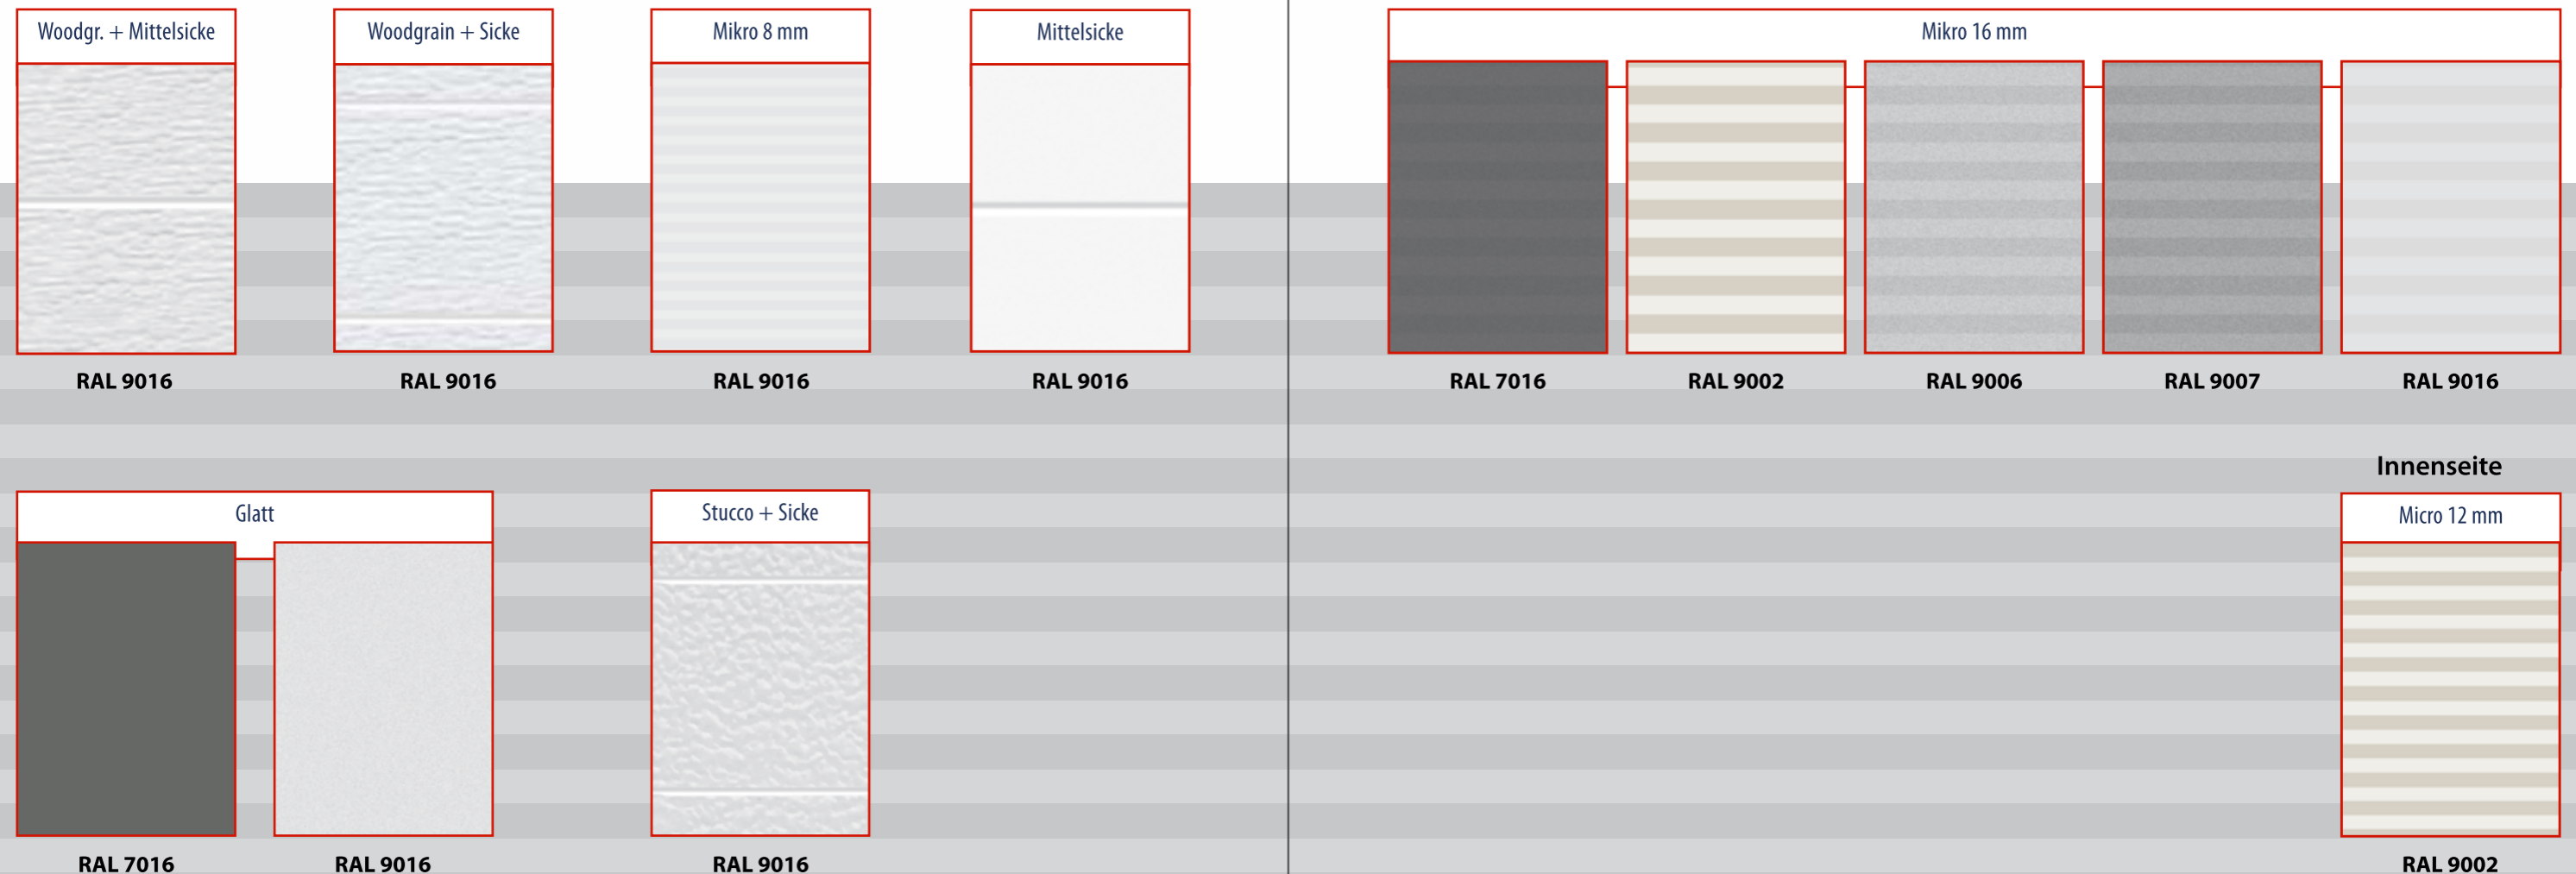 Woodgr. + Mittelsicke
Woodgrain + Sicke
Mikro 8 mm
Mittelsicke
RAL 9016
RAL 9016
RAL 9016
RAL 9016
Glatt
Stucco + Sicke
RAL 7016
RAL 9016
RAL 9016
Mikro 16 mm
RAL 7016
RAL 9002
RAL 9006
RAL 9007
RAL 9016
Innenseite
Micro 12 mm
RAL 9002